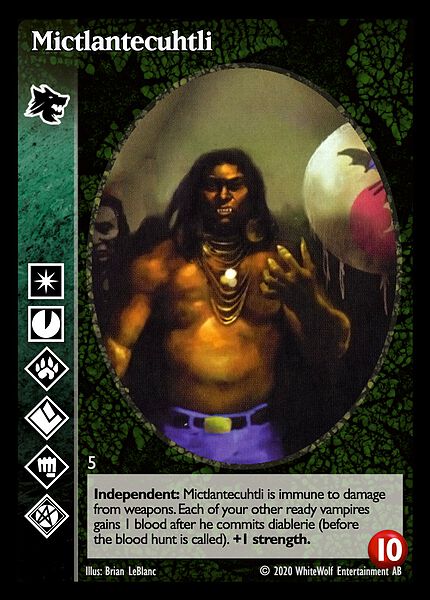 Mictlantecuhtli
5
Independent: Mictlantecuhtli is immune to damage
from weapons. Each of your other ready vampires
gains 1 blood after he commits diablerie (before
the blood hunt is called). +1 strength.
10
Illus: Brian LeBlanc © 2020 WhiteWolf Entertainment AB